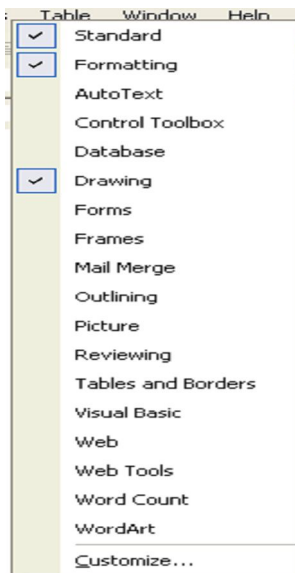 Table Window Help
Standard
Formatting
AutoText
Control Toolbox
Database
Drawing
Forms
Frames
Mail Merge
Outlining
Picture
Reviewing
Tables and Borders
Visual Basic
Web
Web Tools
Word Count
WordArt
Customize...